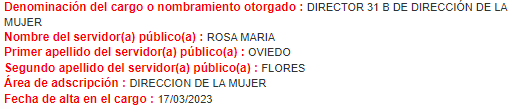 Denominación del cargo o nombramiento otorgado : DIRECTOR 31 B DE DIRECCIÓN DE LA
MUJER
Nombre del servidor(a) público(a) : ROSA MARIA
Primer apellido del servidor(a) público(a) : OVIEDO
Segundo apellido del servidor(a) público(a) : FLORES
Área de adscripción : DIRECCION DE LA MUJER
Fecha de alta en el cargo : 17/03/2023